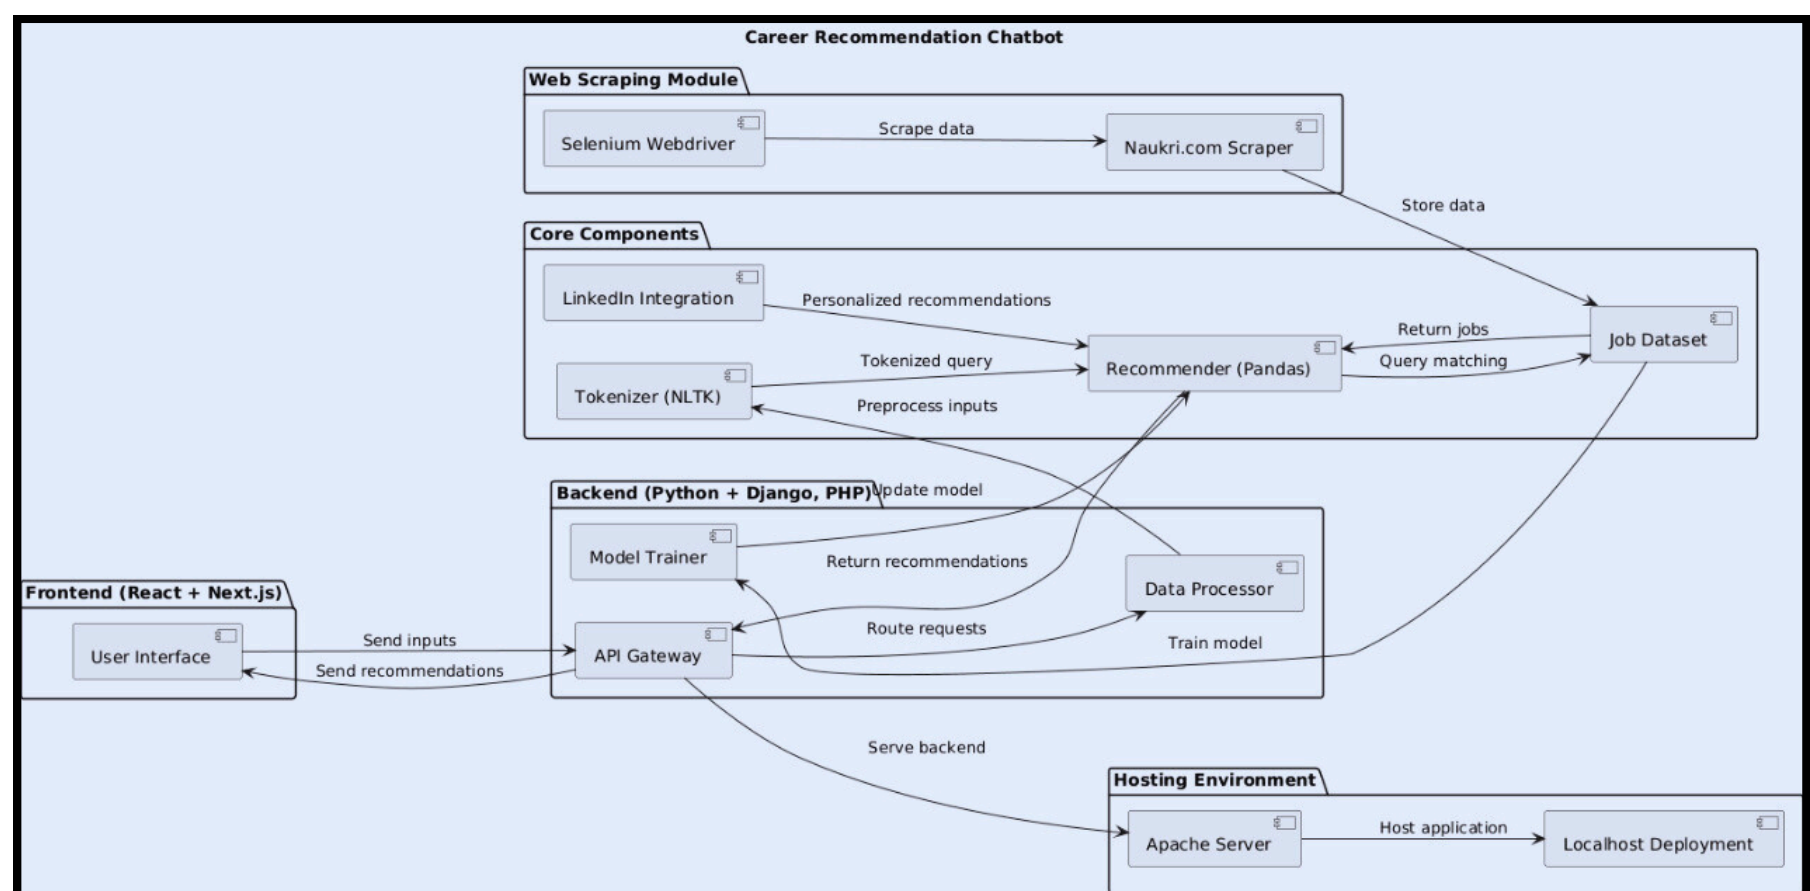 Career Recommendation Chatbot
Web Scraping Module
Selenium Webdriver
Scrape data
Naukri.com Scraper
Store data
Core Components
LinkedIn Integration
Personalized recommendations
Return jobs
Job Dataset
Tokenized query
Recommender (Pandas)
Query matching
Tokenizer (NLTK)
Preprocess inputs
Backend (Python + Django, PHP)
Update model
Model Trainer
Return recommendations
Data Processor
Frontend (React + Next.js)
User Interface
Send inputs
API Gateway
Route requests
Train model
Send recommendations
Serve backend
Hosting Environment
Apache Server
Host application
Localhost Deployment